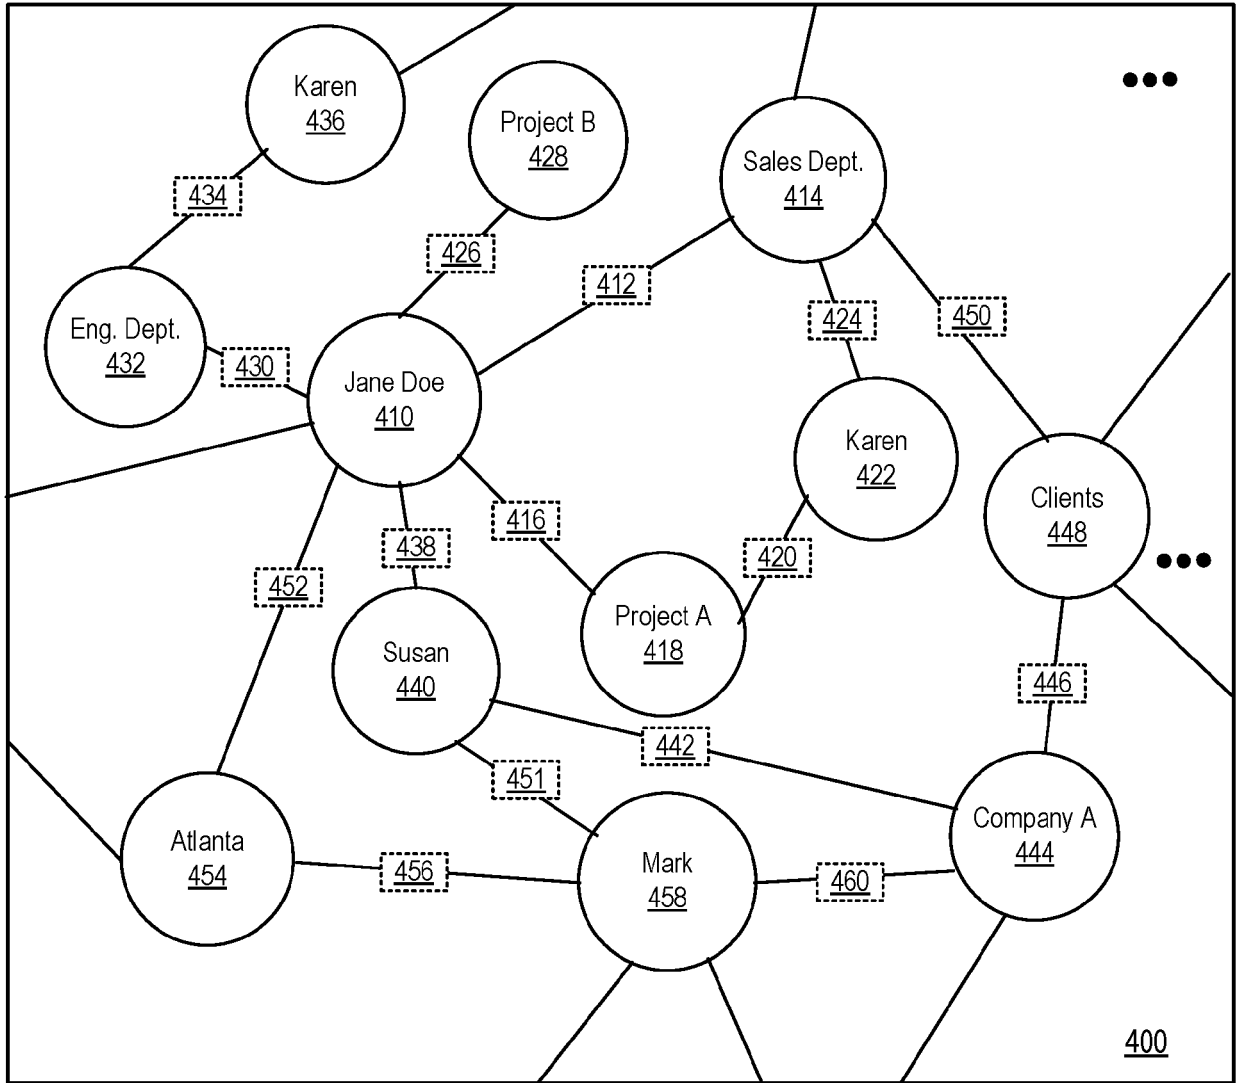 Karen
436
Project B
428
Sales Dept.
414
434
426
412
424
450
Eng. Dept.
432
430
Jane Doe
410
Karen
422
Clients
448
416
438
420
452
Project A
418
Susan
440
446
442
451
Company A
444
Atlanta
454
456
Mark
458
460
400